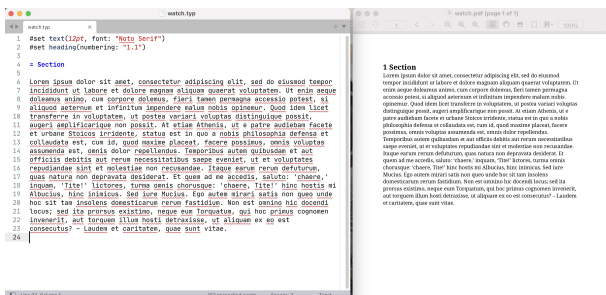 watch.typ
watch.typ
1 #set text(12pt, font: "Noto Serif")
2 #set heading(numbering: "1.1")
3
4 = Section
5
6 Lorem ipsum dolor sit amet, consectetur adipiscing elit, sed do eiusmod tempor
incididunt ut labore et dolore magnam aliquam quaerat voluptatem. Ut enim aeque
doleamus animo, cum corpore dolemus, fieri tamen permagna accessio potest, si
aliquod aeternum et infinitum impendere malum nobis opinemur. Quod idem licet
transferre in voluptatem, ut postea variari voluptas distinguique possit,
augeri amplificarique non possit. At etiam Athenis, ut e patre audiebam facete
et urbane Stoicos irridente, statua est in quo a nobis philosophia defensa et
collaudata est, cum id, quod maxime placeat, facere possimus, omnis voluptas
assumenda est, omnis dolor repellendus. Temporibus autem quibusdam et aut
officiis debitis aut rerum necessitatibus saepe eveniet, ut et voluptates
repudiandae sint et molestiae non recusandae. Itaque earum rerum defuturum,
quas natura non depravata desiderat. Et quem ad me accedis, saluto: 'chaere,'
inquam, 'Tite!' lictores, turma omnis chorusque: 'chaere, Tite!' hinc hostis mi
Albucius, hinc inimicus. Sed iure Mucius. Ego autem mirari satis non queo unde
hoc sit tam insolens domesticarum rerum fastidium. Non est omnino hic docendi
locus; sed ita prorsus existimo, neque eum Torquatum, qui hoc primus cognomen
invenerit, aut torquem illum hosti detraxisse, ut aliquam ex eo est
consecutus? – Laudem et caritatem, quae sunt vitae.
24
watch.pdf (page 1 of 1)
1
100%
1 Section
Lorem ipsum dolor sit amet, consectetur adipiscing elit, sed do eiusmod
tempor incididunt ut labore et dolore magnam aliquam quaerat voluptatem. Ut
enim aeque doleamus animo, cum corpore dolemus, fieri tamen permagna
accessio potest, si aliquod aeternum et infinitum impendere malum nobis
opinemur. Quod idem licet transferre in voluptatem, ut postea variari voluptas
distinguique possit, augeri amplificarique non possit. At etiam Athenis, ut e
patre audiebam facete et urbane Stoicos irridente, statua est in quo a nobis
philosophia defensa et collaudata est, cum id, quod maxime placeat, facere
possimus, omnis voluptas assumenda est, omnis dolor repellendus.
Temporibus autem quibusdam et aut officiis debitis aut rerum necessitatibus
saepe eveniet, ut et voluptates repudiandae sint et molestiae non recusandae.
Itaque earum rerum defuturum, quas natura non depravata desiderat. Et
quem ad me accedis, saluto: 'chaere,' inquam, 'Tite!' lictores, turma omnis
chorusque: 'chaere, Tite!' hinc hostis mi Albucius, hinc inimicus. Sed iure
Mucius. Ego autem mirari satis non queo unde hoc sit tam insolens
domesticarum rerum fastidium. Non est omnino hic docendi locus; sed ita
prorsus existimo, neque eum Torquatum, qui hoc primus cognomen invenerit,
aut torquem illum hosti detraxisse, ut aliquam ex eo est consecutus? – Laudem
et caritatem, quae sunt vitae.